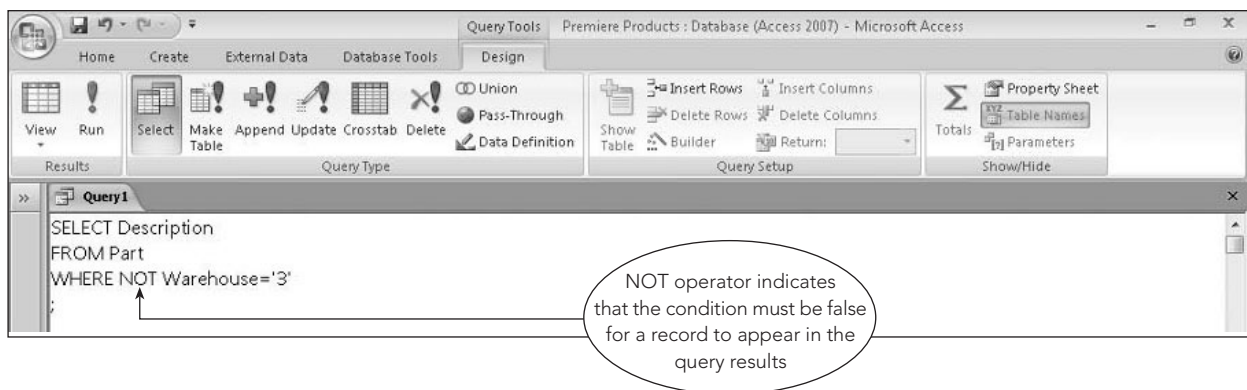 Query Tools Premiere Products : Database (Access 2007) - Microsoft Access
Home Create External Data Database Tools Design
View
Run
Select
Make Table
Append
Update
Crosstab
Delete
Union
Pass-Through
Data Definition
Show Table
Insert Rows
Delete Rows
Builder
Insert Columns
Delete Columns
Return:
Totals
Property Sheet
Table Names
Parameters
Results Query Type Query Setup Show/Hide
Query1
SELECT Description
FROM Part
WHERE NOT Warehouse='3'
;
NOT operator indicates
that the condition must be false
for a record to appear in the
query results